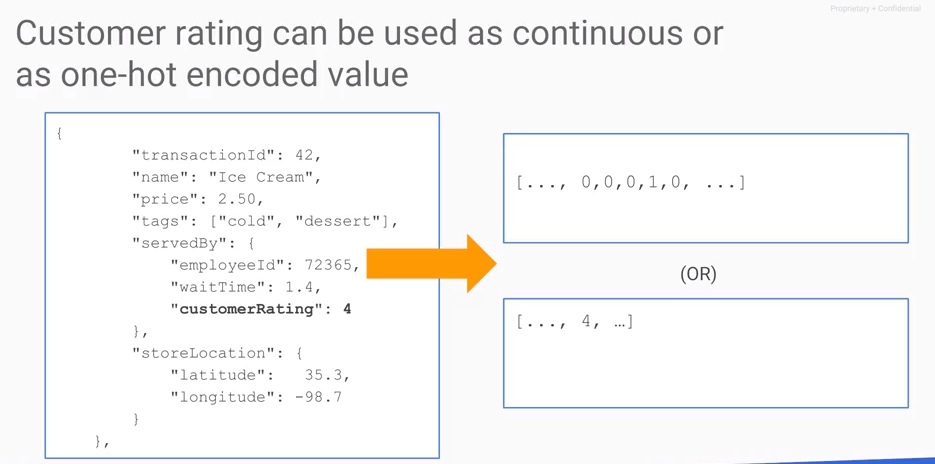 Proprietary + Confidential
Customer rating can be used as continuous or
as one-hot encoded value
{
"transactionId": 42,
"name": "Ice Cream",
"price": 2.50,
"tags": ["cold", "dessert"],
"servedBy": {
"employeeId": 72365,
"waitTime": 1.4,
"customerRating": 4
},
"storeLocation": {
"latitude": 35.3,
"longitude": -98.7
}
},
[..., 0,0,0,1,0, ...]
(OR)
[..., 4, …]